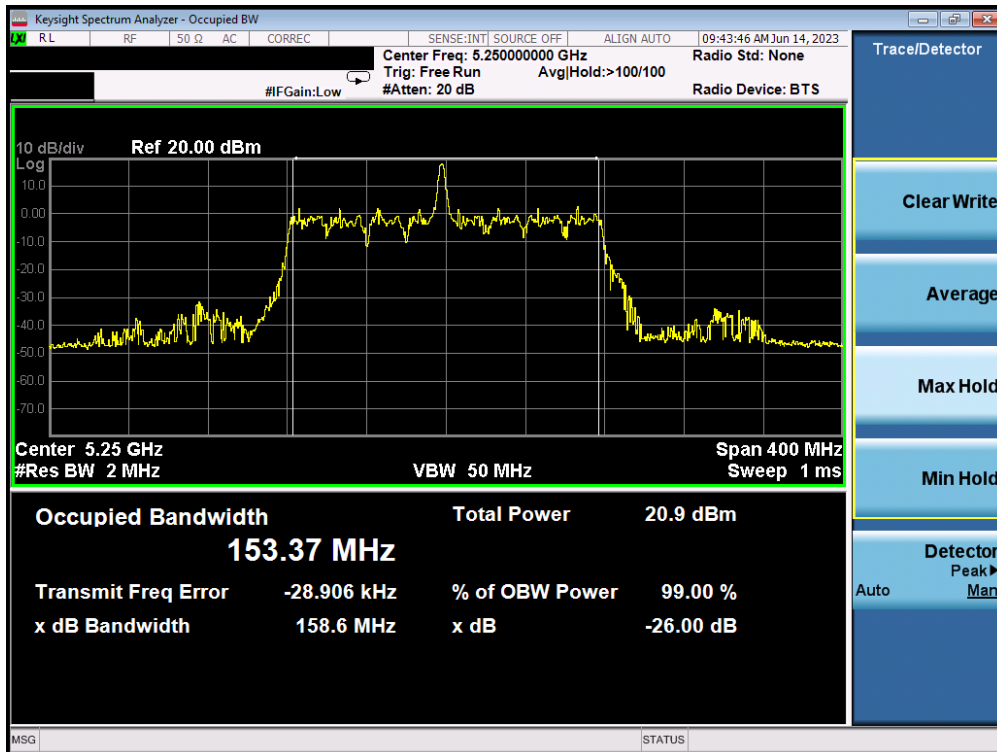 Keysight Spectrum Analyzer - Occupied BW
LXI RL RF 50 Ω AC CORREC SENSE:INT SOURCE OFF ALIGN AUTO 09:43:46 AM Jun 14, 2023
Center Freq: 5.250000000 GHz Radio Std: None
Trig: Free Run Avg|Hold:>100/100
#IFGain:Low #Atten: 20 dB Radio Device: BTS
Trace/Detector
10 dB/div Ref 20.00 dBm
Log
10.0
0.00
-10.0
-20.0
-30.0
-40.0
-50.0
-60.0
-70.0
Center 5.25 GHz Span 400 MHz
#Res BW 2 MHz VBW 50 MHz Sweep 1 ms
Occupied Bandwidth Total Power 20.9 dBm
153.37 MHz
Transmit Freq Error -28.906 kHz % of OBW Power 99.00 %
x dB Bandwidth 158.6 MHz x dB -26.00 dB
Clear Write
Average
Max Hold
Min Hold
Detector
Peak
Auto Man
MSG STATUS